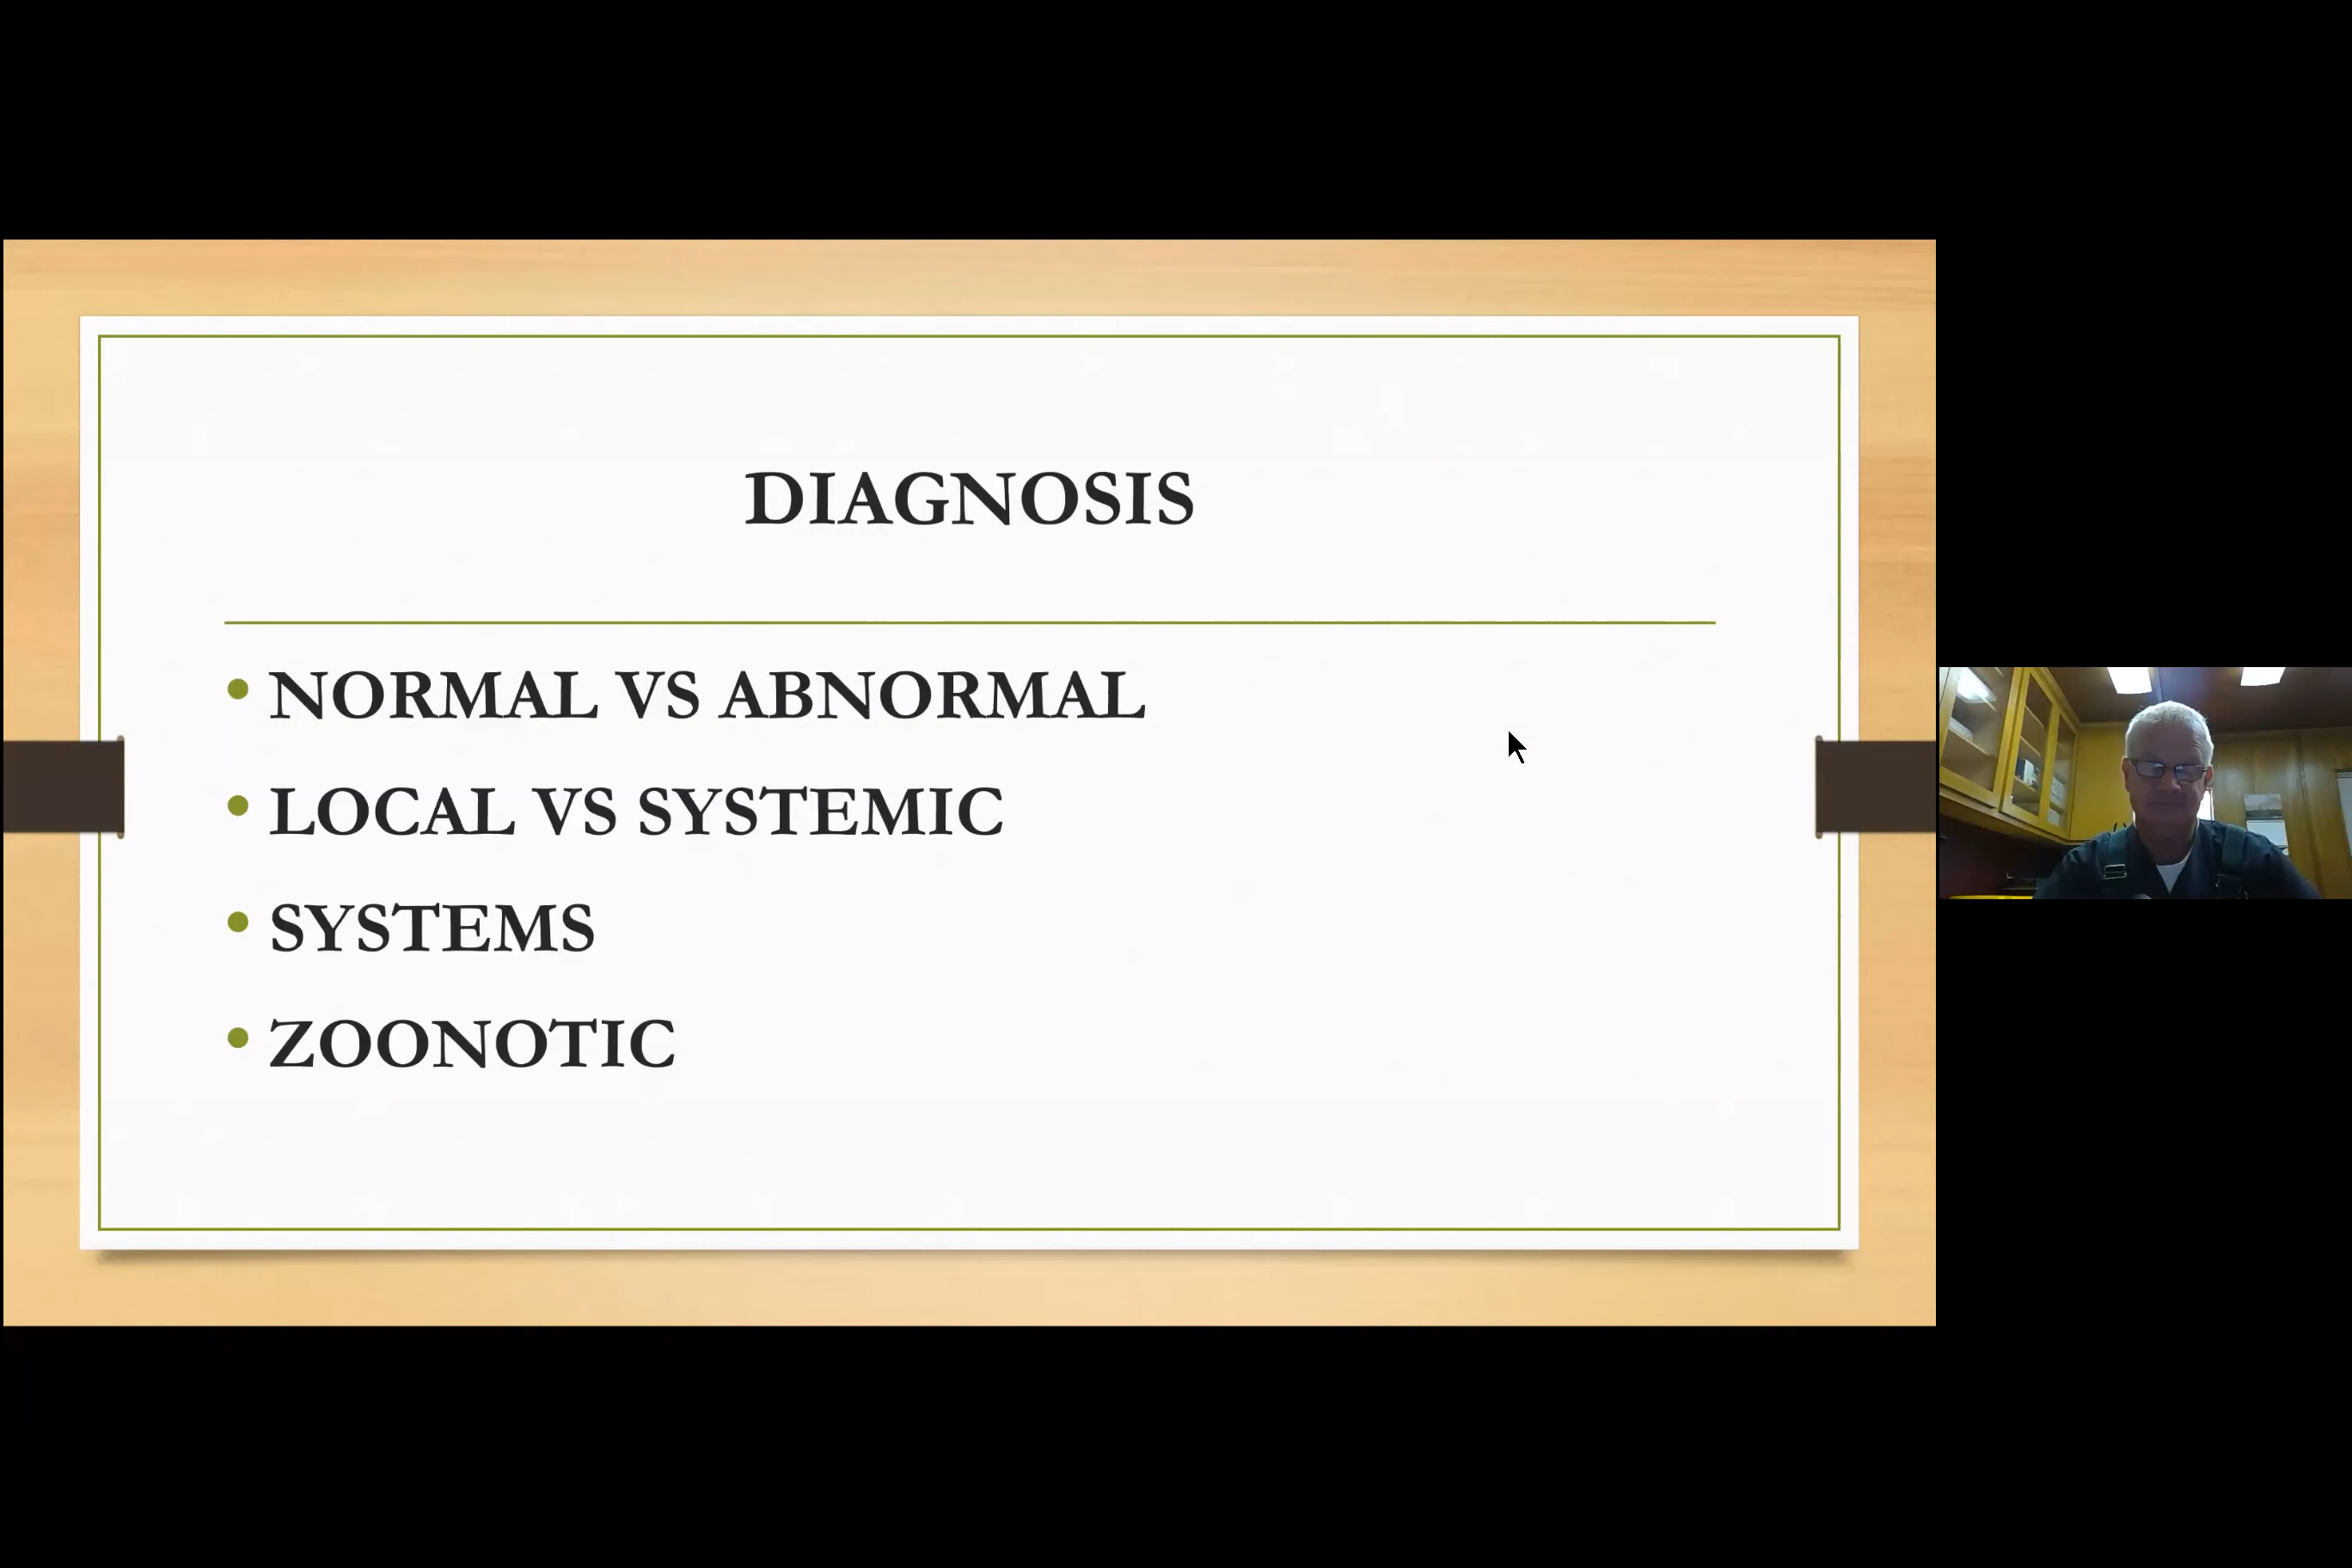 DIAGNOSIS
• NORMAL VS ABNORMAL
• LOCAL VS SYSTEMIC
• SYSTEMS
• ZOONOTIC